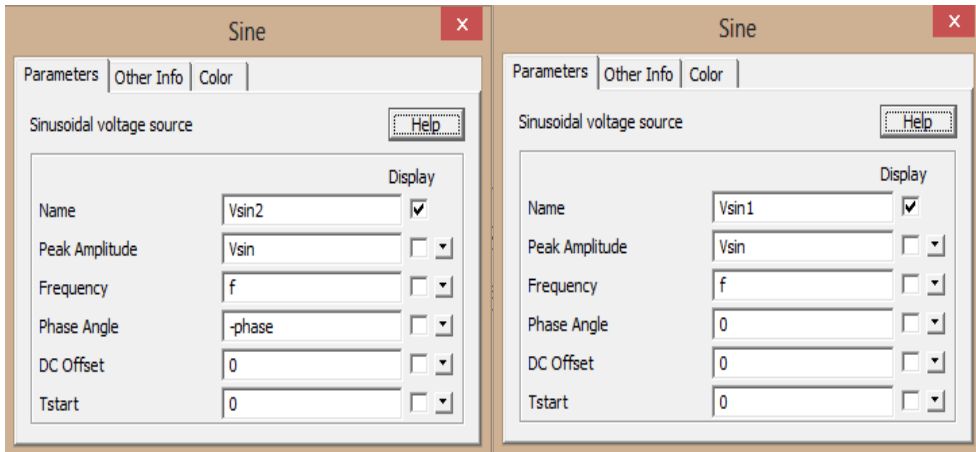 Sine x
Parameters Other Info Color
Sinusoidal voltage source Help
Display
Name Vsin2
Peak Amplitude Vsin
Frequency f
Phase Angle -phase
DC Offset 0
Tstart 0
Sine x
Parameters Other Info Color
Sinusoidal voltage source Help
Display
Name Vsin1
Peak Amplitude Vsin
Frequency f
Phase Angle 0
DC Offset 0
Tstart 0